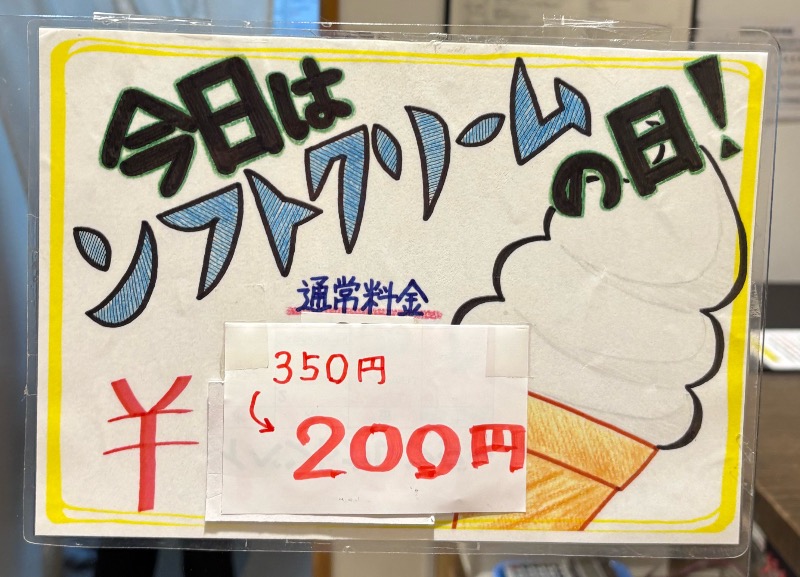 今日は
ソフトクリーム
の日!
通常料金
350円
200円
¥